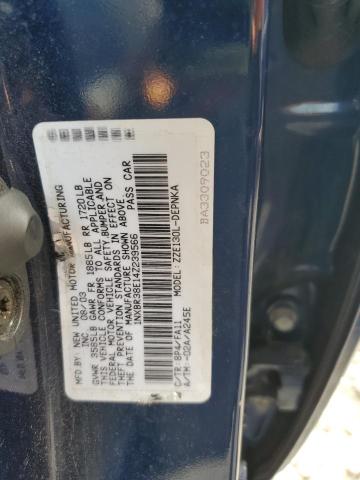 MFD BY: NEW UNITED MOTOR MANUFACTURING
INC 08/03
GVWR 3585LB GAWR FR 1885LB RR 1720LB
THIS VEHICLE CONFORMS TO ALL APPLICABLE
FEDERAL MOTOR VEHICLE SAFETY, BUMPER, AND
THEFT PREVENTION STANDARDS IN EFFECT ON
THE DATE OF MANUFACTURE SHOWN ABOVE.
1NXBR38E14Z239566 PASS CAR
MODEL: ZZE130L-DEPNKA
C/TR: 8P4/FA11
A/TM: -02A/A245E
BA3309023